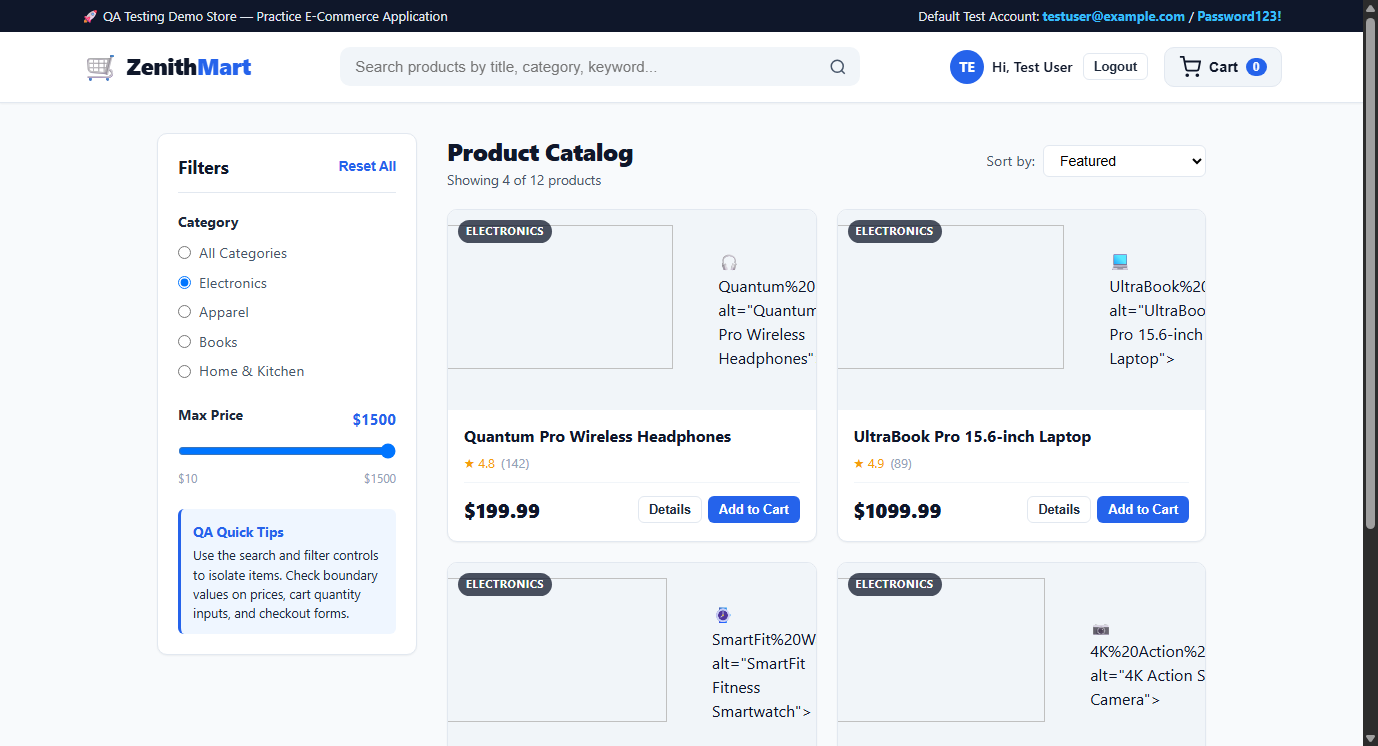 🚀 QA Testing Demo Store — Practice E-Commerce Application
Default Test Account: testuser@example.com / Password123!
ZenithMart
Search products by title, category, keyword...
TE
Hi, Test User
Logout
Cart
0
Filters
Reset All
Category
All Categories
Electronics
Apparel
Books
Home & Kitchen
Max Price
$1500
$10
$1500
QA Quick Tips
Use the search and filter controls
to isolate items. Check boundary
values on prices, cart quantity
inputs, and checkout forms.
Product Catalog
Showing 4 of 12 products
Sort by:
Featured
ELECTRONICS
Quantum%20
alt="Quantum
Pro Wireless
Headphones"
Quantum Pro Wireless Headphones
★ 4.8 (142)
$199.99
Details
Add to Cart
ELECTRONICS
UltraBook%20
alt="UltraBoo
Pro 15.6-inch
Laptop">
UltraBook Pro 15.6-inch Laptop
★ 4.9 (89)
$1099.99
Details
Add to Cart
ELECTRONICS
SmartFit%20W
alt="SmartFit
Fitness
Smartwatch">
ELECTRONICS
4K%20Action%2
alt="4K Action S
Camera">